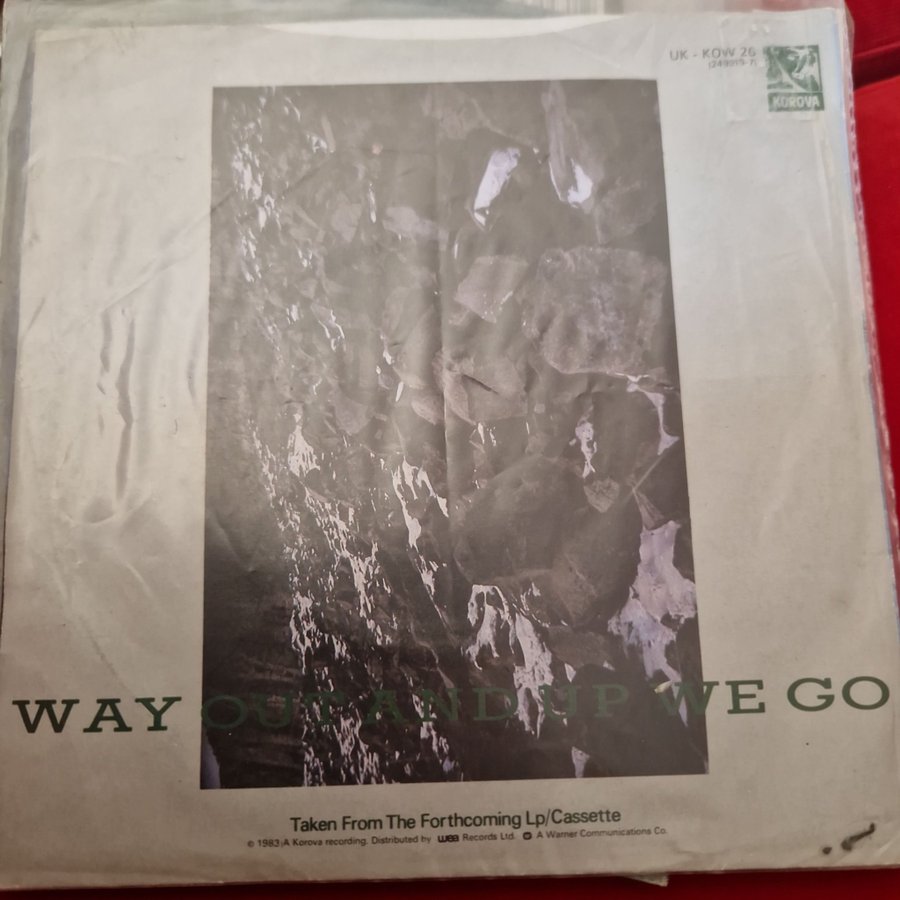 UK - KOW 26
(249919-7)
KOROVA
WAY OUT AND UP WE GO
Taken From The Forthcoming Lp/Cassette
© 1983 A Korova recording. Distributed by wea Records Ltd. A Warner Communications Co.